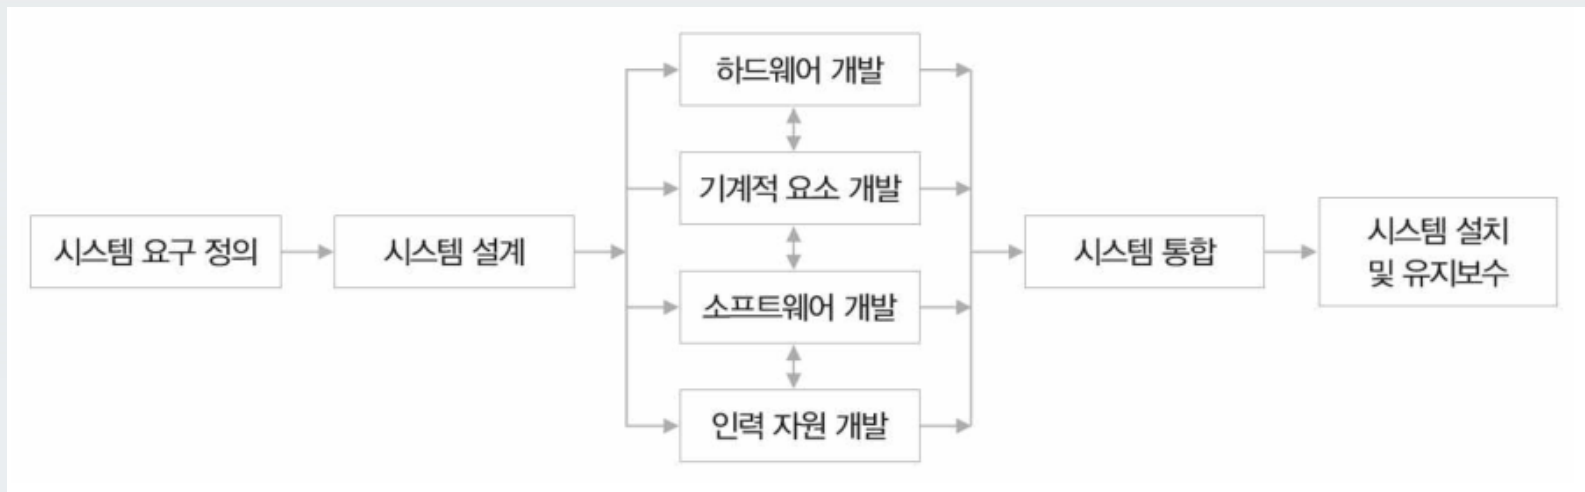 시스템 요구 정의
시스템 설계
하드웨어 개발
기계적 요소 개발
소프트웨어 개발
인력 자원 개발
시스템 통합
시스템 설치
및 유지보수